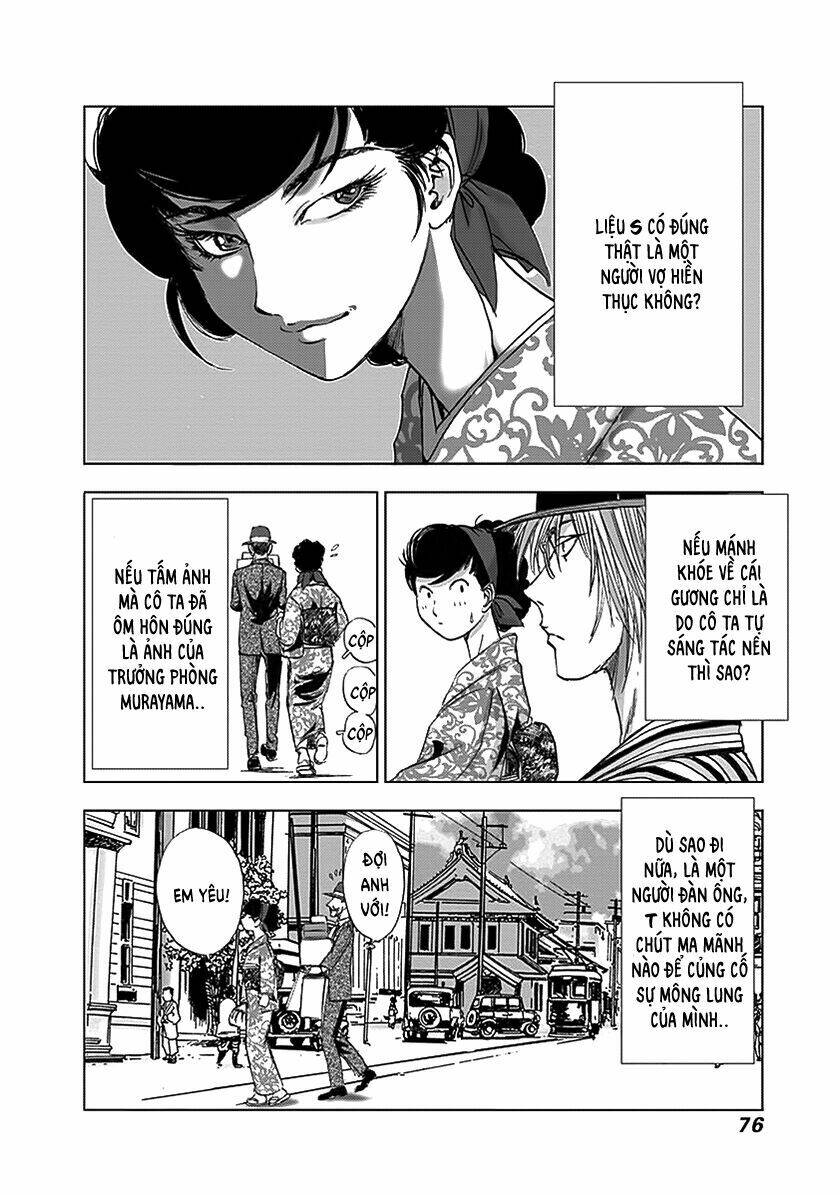 LIỆU S CÓ ĐÚNG
THẬT LÀ MỘT
NGƯỜI VỢ HIỀN
THỤC KHÔNG?
NẾU TẤM ẢNH
MÀ CÔ TA ĐÃ
ÔM HÔN ĐÚNG
LÀ ẢNH CỦA
TRƯỞNG PHÒNG
MURAYAMA..
CỘP
CỘP
CỘP
NẾU MÁNH
KHÓE VỀ CÁI
GƯƠNG CHỈ LÀ
DO CÔ TA TỰ
SÁNG TÁC NÊN
THÌ SAO?
EM YÊU!
ĐỢI
ANH
VỚI!
DÙ SAO ĐI
NỮA, LÀ MỘT
NGƯỜI ĐÀN ÔNG,
T KHÔNG CÓ
CHÚT MA MÃNH
NÀO ĐỂ CỦNG CỐ
SỰ MÔNG LUNG
CỦA MÌNH..
76